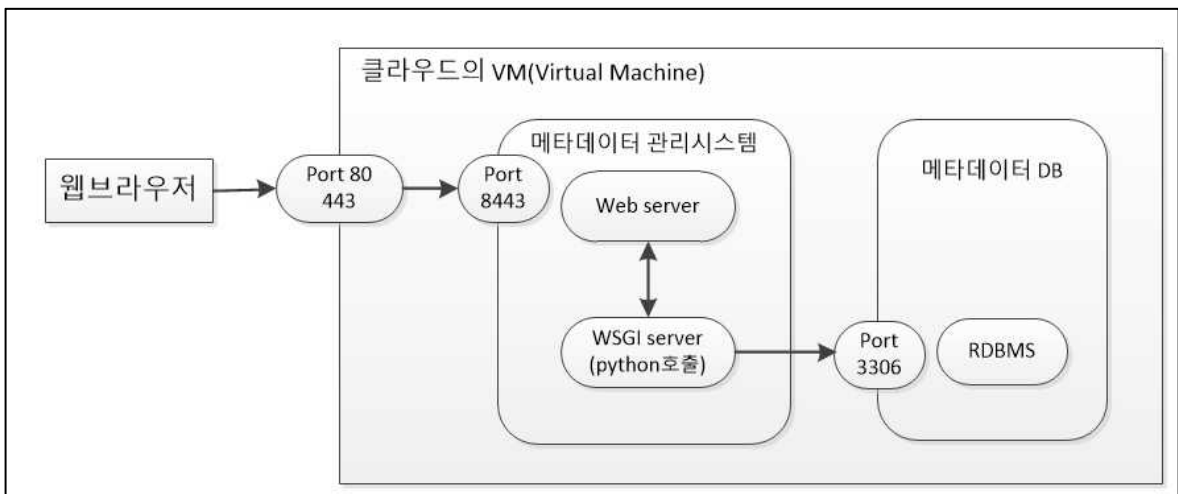 클라우드의 VM(Virtual Machine)
메타데이터 관리시스템
메타데이터 DB
웹브라우저
Port 80
443
Port
8443
Web server
WSGI server
(python호출)
Port
3306
RDBMS